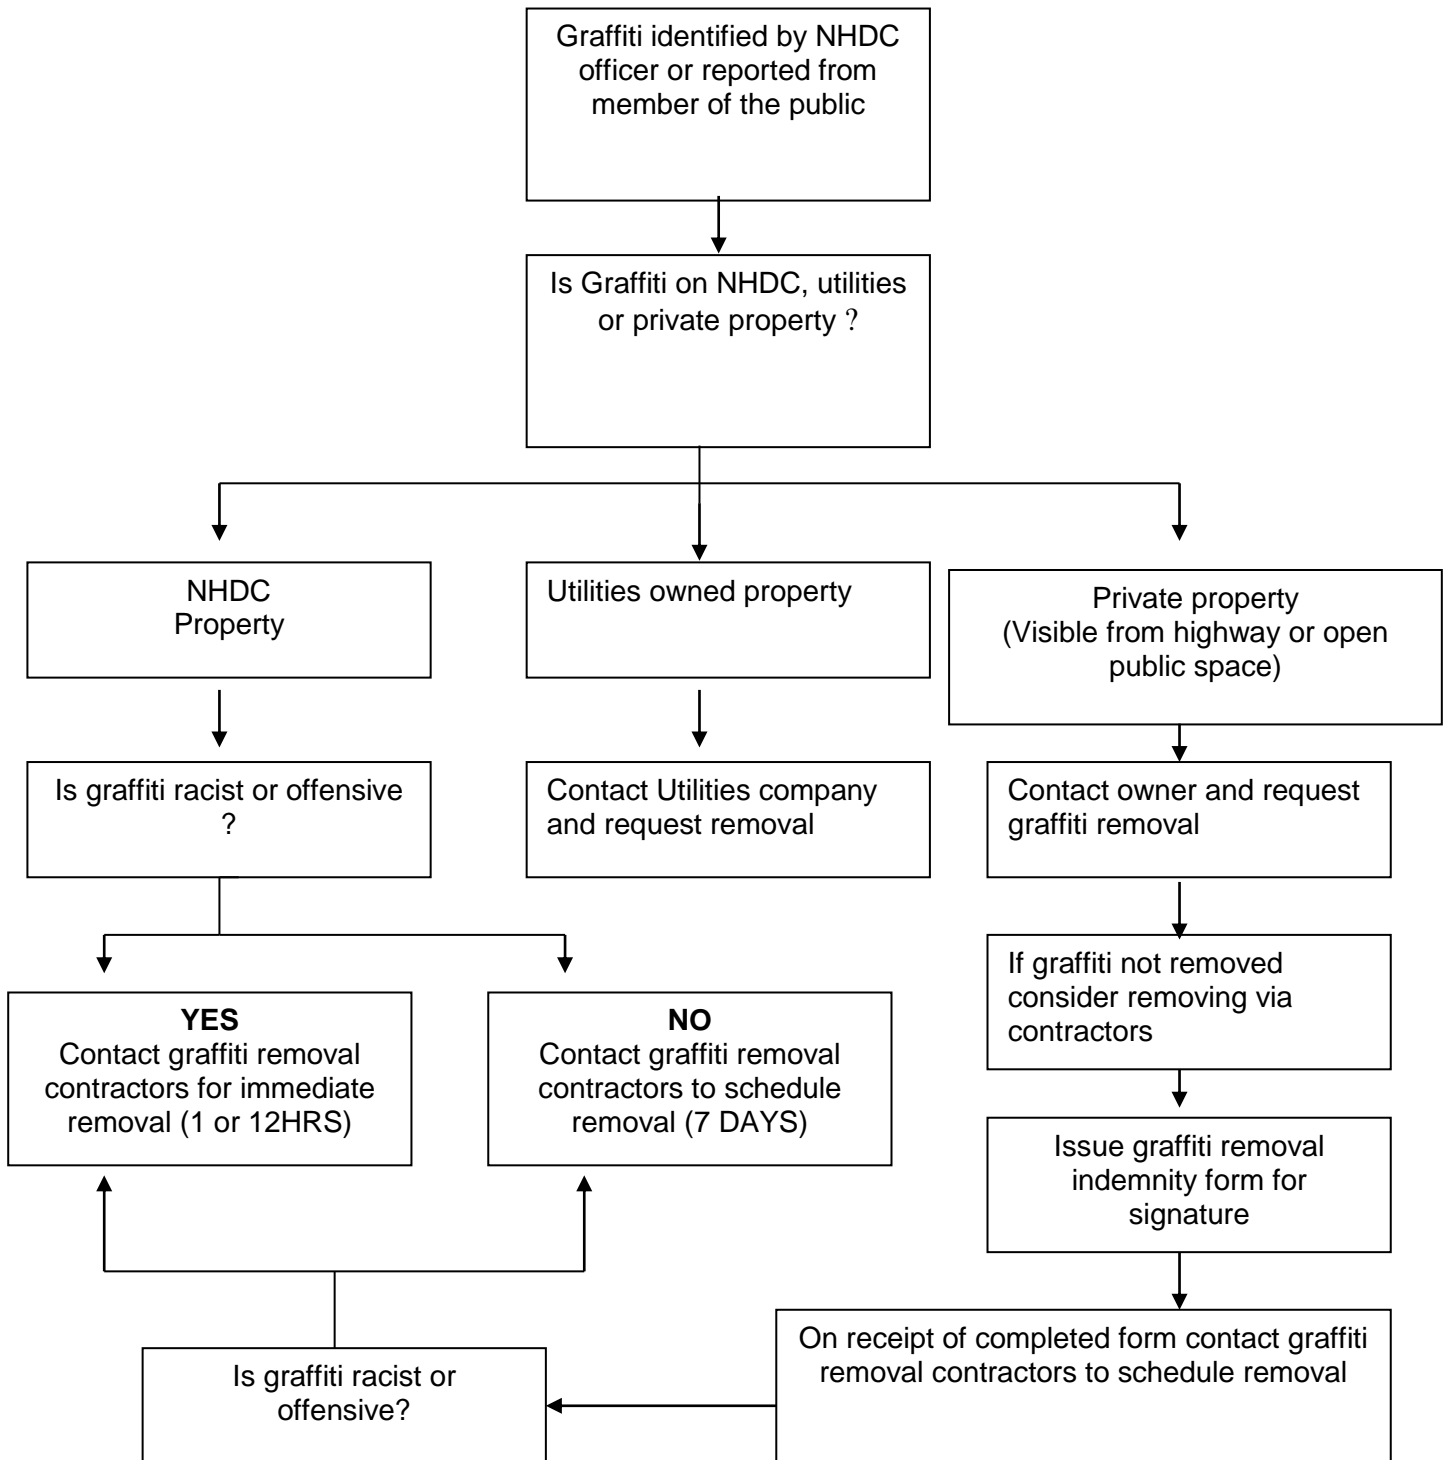 Graffiti identified by NHDC
officer or reported from
member of the public
Is Graffiti on NHDC, utilities
or private property ?
NHDC
Property
Utilities owned property
Private property
(Visible from highway or open
public space)
Is graffiti racist or offensive
?
Contact Utilities company
and request removal
Contact owner and request
graffiti removal
If graffiti not removed
consider removing via
contractors
YES
Contact graffiti removal
contractors for immediate
removal (1 or 12HRS)
NO
Contact graffiti removal
contractors to schedule
removal (7 DAYS)
Issue graffiti removal
indemnity form for
signature
On receipt of completed form contact graffiti
removal contractors to schedule removal
Is graffiti racist or
offensive?